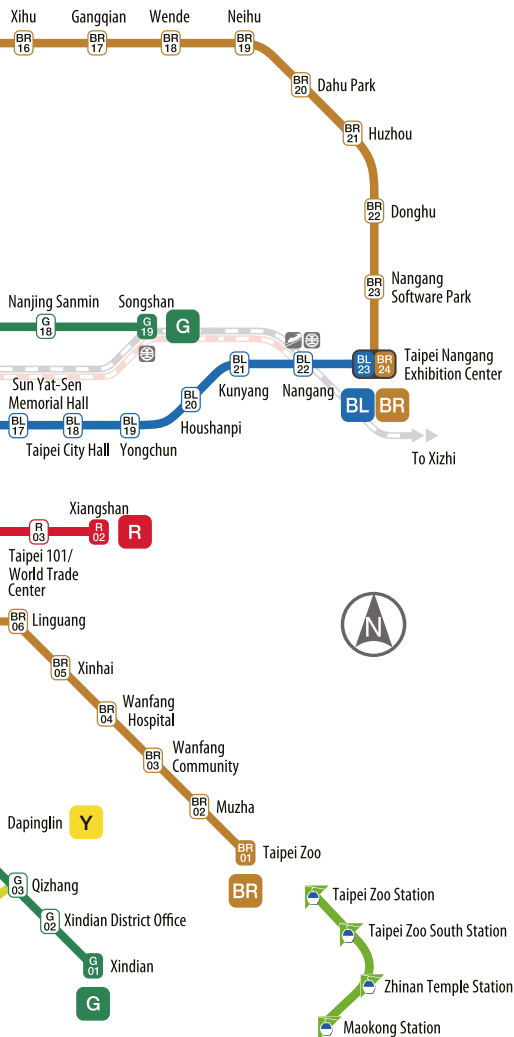 Xihu
Gangqian
Wende
Neihu
BR
16
BR
17
BR
18
BR
19
BR
20
Dahu Park
BR
21
Huzhou
BR
22
Donghu
BR
23
Nangang
Software Park
Nanjing Sanmin
Songshan
G
18
G
19
G
BL
21
BL
22
BL
23
BR
24
Taipei Nangang
Exhibition Center
Kunyang
Nangang
BL
BR
Sun Yat-Sen
Memorial Hall
BL
20
Houshanpi
BL
17
BL
18
BL
19
Taipei City Hall
Yongchun
To Xizhi
Xiangshan
R
03
R
02
R
Taipei 101/
World Trade
Center
N
BR
06
Linguang
BR
05
Xinhai
BR
04
Wanfang
Hospital
BR
03
Wanfang
Community
BR
02
Muzha
Dapinglin
Y
BR
01
Taipei Zoo
BR
G
03
Qizhang
G
02
Xindian District Office
G
01
Xindian
G
Taipei Zoo Station
Taipei Zoo South Station
Zhinan Temple Station
Maokong Station